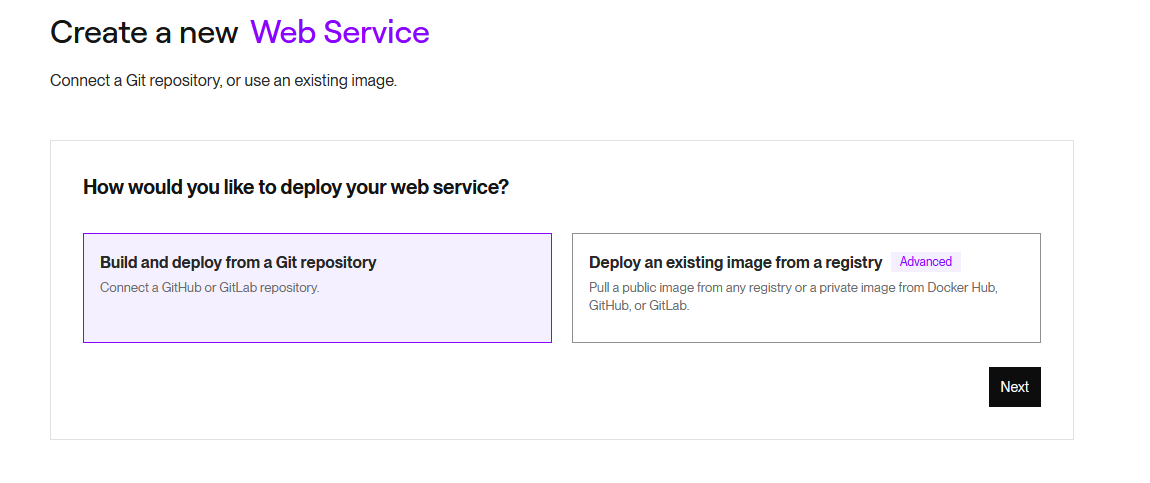 Create a new Web Service
Connect a Git repository, or use an existing image.
How would you like to deploy your web service?
Build and deploy from a Git repository
Connect a GitHub or GitLab repository.
Deploy an existing image from a registry Advanced
Pull a public image from any registry or a private image from Docker Hub,
GitHub, or GitLab.
Next